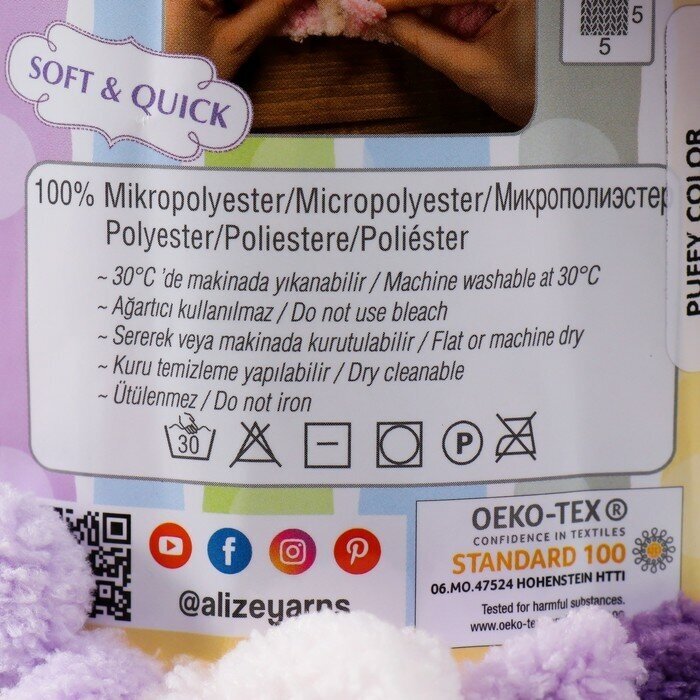 5
5
SOFT & QUICK
PUFFY COLOR
100% Mikropolyester/Micropolyester/Микрополиэстер
Polyester/Poliestere/Poliéster
~ 30°C 'de makinada yıkanabilir / Machine washable at 30°C
~ Ağartıcı kullanılmaz / Do not use bleach
~ Sererek veya makinada kurutulabilir / Flat or machine dry
~ Kuru temizleme yapılabilir / Dry cleanable
~ Ütülenmez / Do not iron
30
P
@alizeyarns
OEKO-TEX®
CONFIDENCE IN TEXTILES
STANDARD 100
06.MO.47524 HOHENSTEIN HTTI
Tested for harmful substances.
www.oeko-tex